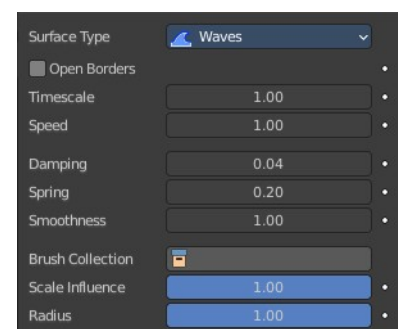 Surface Type Waves
Open Borders
Timescale 1.00
Speed 1.00
Damping 0.04
Spring 0.20
Smoothness 1.00
Brush Collection
Scale Influence 1.00
Radius 1.00